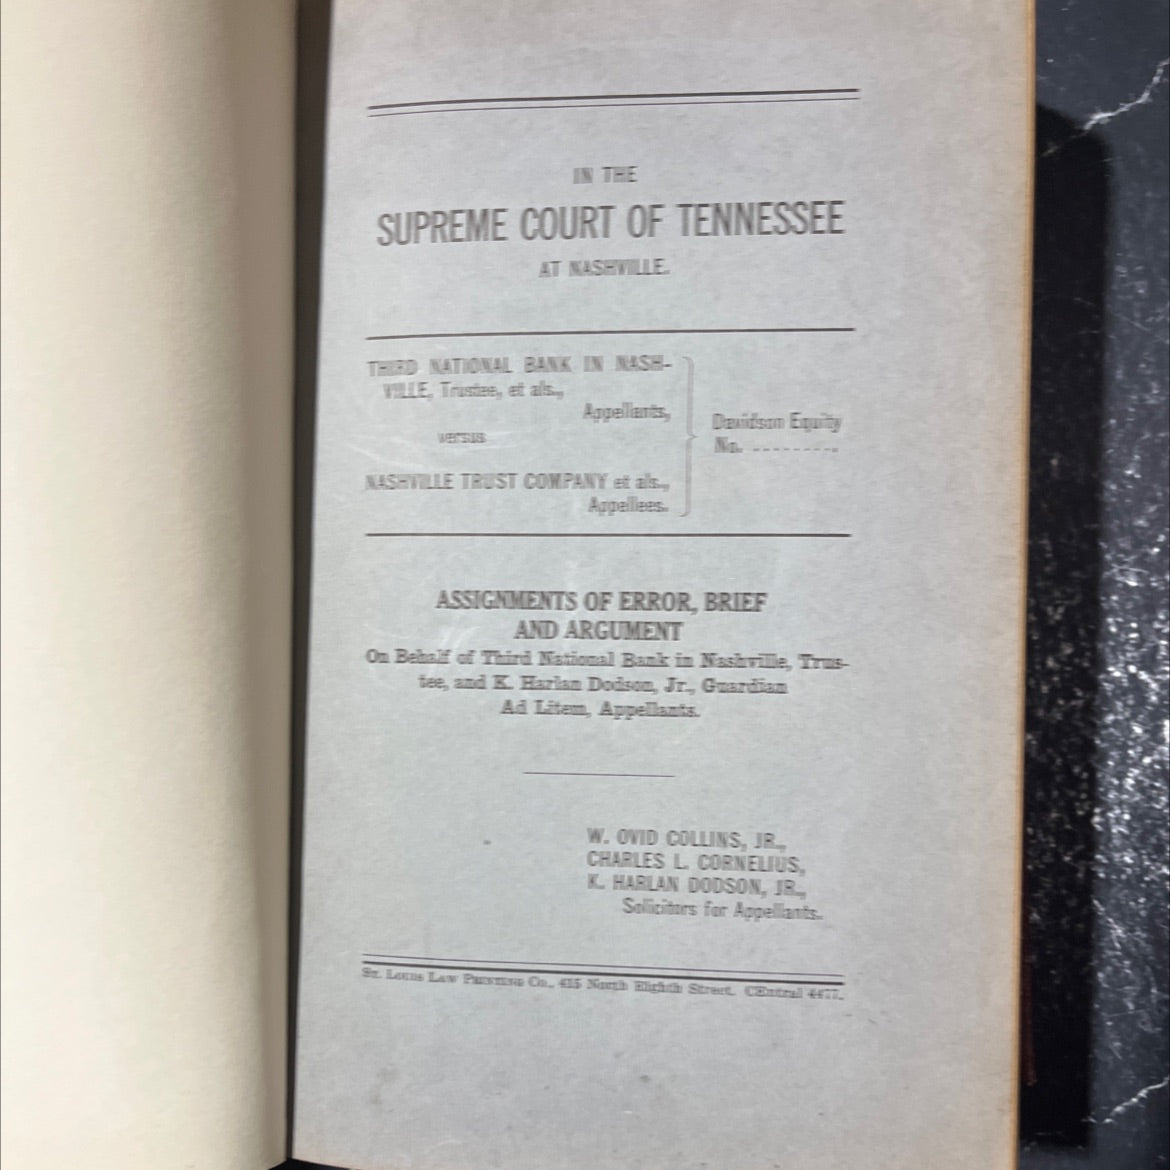 IN THE
SUPREME COURT OF TENNESSEE
AT NASHVILLE.
THIRD NATIONAL BANK IN NASH-
VILLE, Trustee, et als.,
Appellants,
versus
NASHVILLE TRUST COMPANY et als.,
Appellees.
Davidson Equity
No. .........
ASSIGNMENTS OF ERROR, BRIEF
AND ARGUMENT
On Behalf of Third National Bank in Nashville, Trus-
tee, and K. Harlan Dodson, Jr., Guardian
Ad Litem, Appellants.
W. OVID COLLINS, JR.,
CHARLES L. CORNELIUS,
K. HARLAN DODSON, JR.,
Solicitors for Appellants.
St. Louis Law Printing Co., 415 North Eighth Street. CEntral 4477.